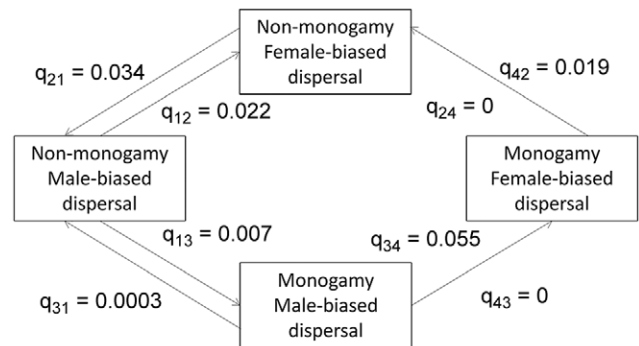 Non-monogamy
Female-biased
dispersal
q21 = 0.034
q42 = 0.019
q12 = 0.022
q24 = 0
Non-monogamy
Male-biased
dispersal
Monogamy
Female-biased
dispersal
q13 = 0.007
q34 = 0.055
q31 = 0.0003
q43 = 0
Monogamy
Male-biased
dispersal